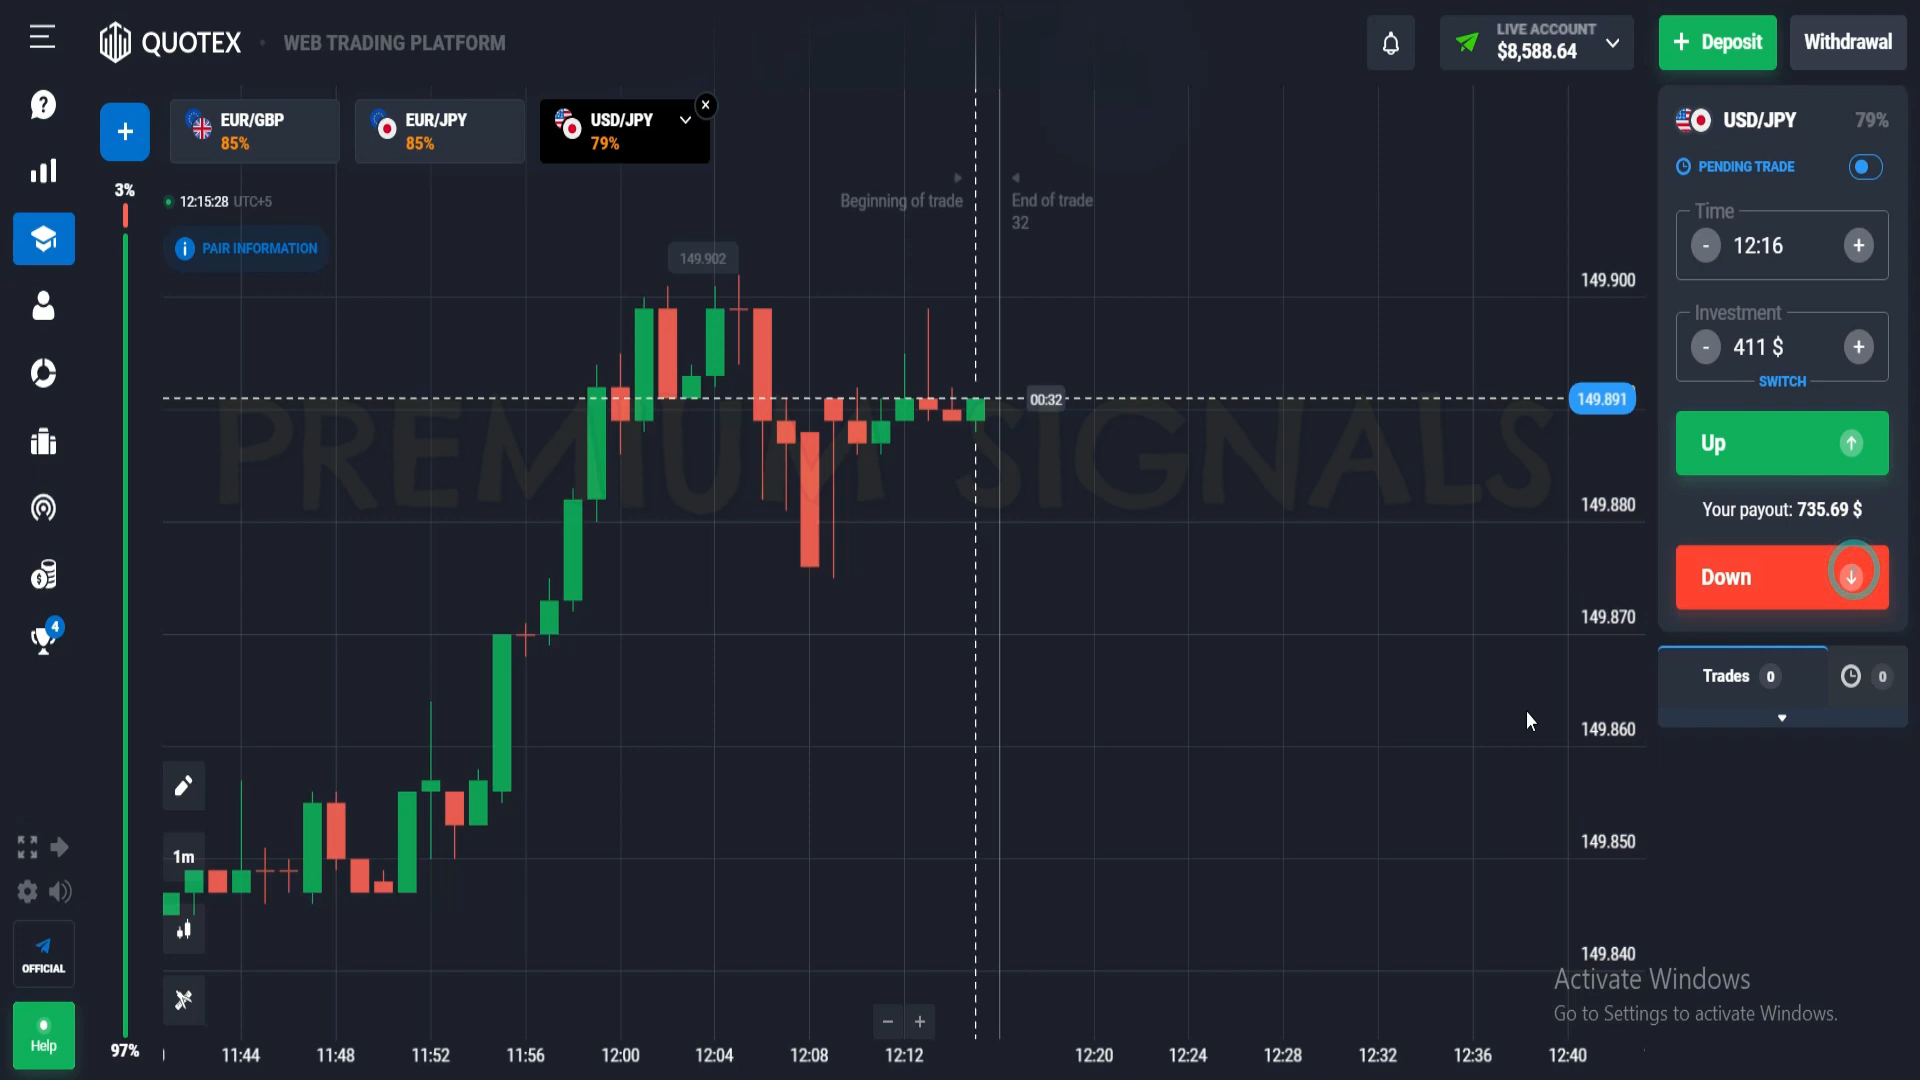 QUOTEX
WEB TRADING PLATFORM
LIVE ACCOUNT
$8,588.64
+ Deposit
Withdrawal
+
EUR/GBP
85%
EUR/JPY
85%
USD/JPY
79%
3%
12:15:28 UTC+5
i PAIR INFORMATION
Beginning of trade
End of trade
32
149.902
149.900
00:32
149.891
PREMIUM SIGNALS
149.880
149.870
149.860
149.850
149.840
USD/JPY
79%
PENDING TRADE
Time
- 12:16 +
Investment
- 411 $ +
SWITCH
Up
Your payout: 735.69 $
Down
Trades 0
0
4
1m
OFFICIAL
Help
97%
Activate Windows
Go to Settings to activate Windows.
11:44 11:48 11:52 11:56 12:00 12:04 12:08 12:12 12:20 12:24 12:28 12:32 12:36 12:40